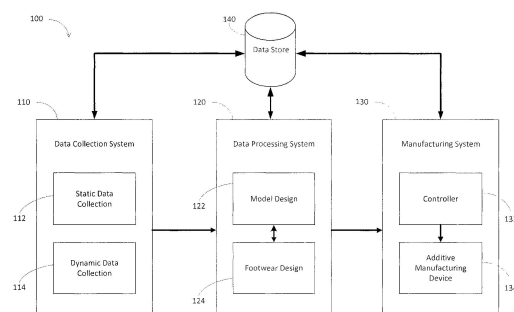 100
140
Data Store
110
120
130
Data Collection System
Data Processing System
Manufacturing System
Static Data
Collection
112
Model Design
122
Controller
Dynamic Data
Collection
114
Footwear Design
124
Additive
Manufacturing
Device